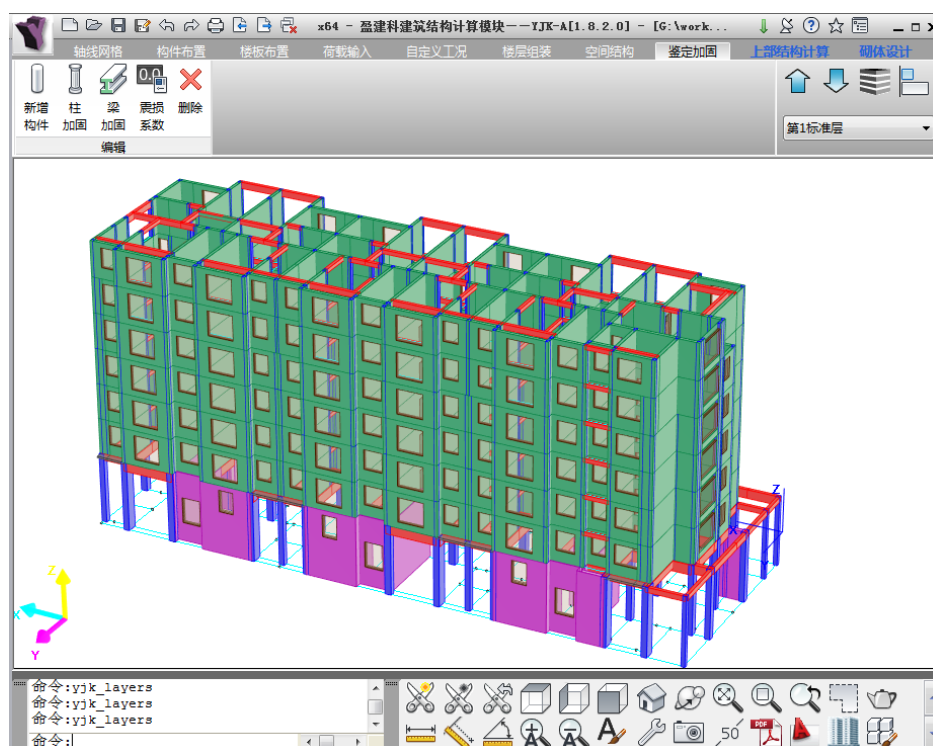 x64 - 盈建科建筑结构计算模块--YJK-A[1.8.2.0] - [G:\work...
轴线网格 构件布置 楼板布置 荷载输入 自定义工况 楼层组装 空间结构 鉴定加固 上部结构计算 砌体设计
0.0
新增构件
柱加固
梁加固
震损系数
删除
编辑
第1标准层
Z
X
Z
X
Y
命令:yjk_layers
命令:yjk_layers
命令:yjk_layers
命令:
50
PDF